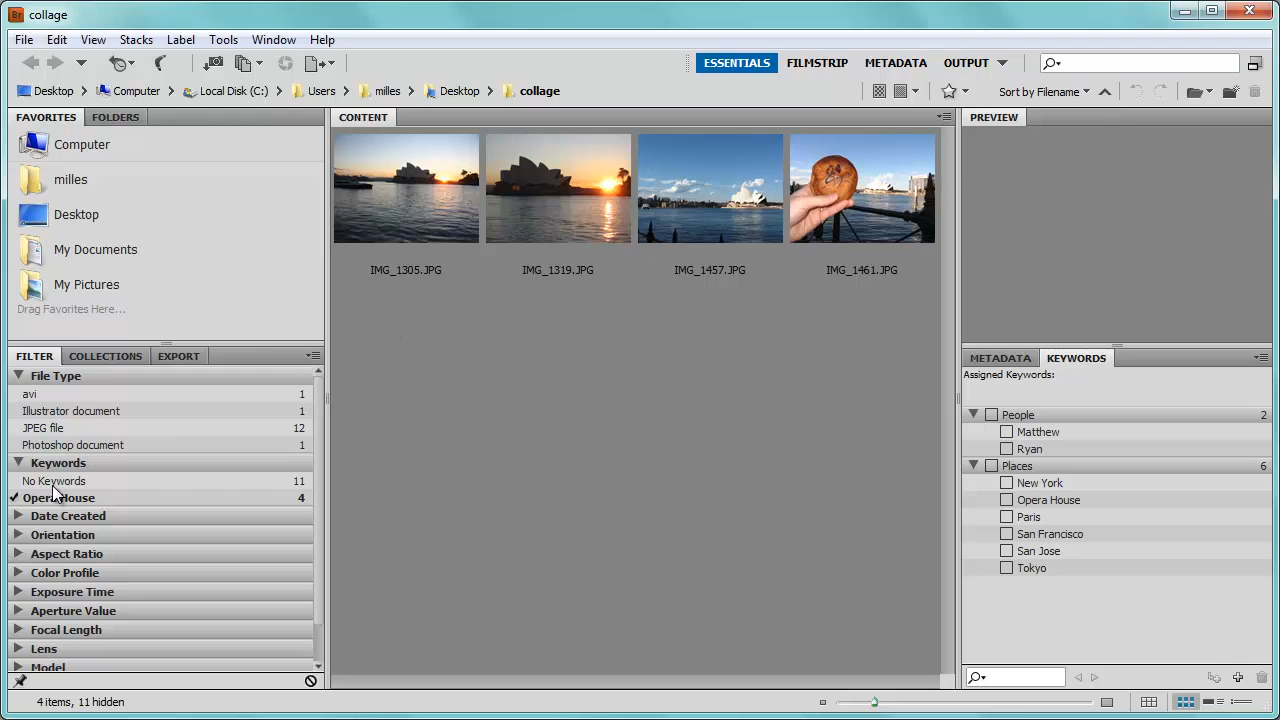 Br collage
File Edit View Stacks Label Tools Window Help
ESSENTIALS FILMSTRIP METADATA OUTPUT
Desktop Computer Local Disk (C:) Users milles Desktop collage
Sort by Filename
FAVORITES FOLDERS
Computer
milles
Desktop
My Documents
My Pictures
Drag Favorites Here...
FILTER COLLECTIONS EXPORT
File Type
avi 1
Illustrator document 1
JPEG file 12
Photoshop document 1
Keywords
No Keywords 11
Opera House 4
Date Created
Orientation
Aspect Ratio
Color Profile
Exposure Time
Aperture Value
Focal Length
Lens
Model
CONTENT
IMG_1305.JPG IMG_1319.JPG IMG_1457.JPG IMG_1461.JPG
PREVIEW
METADATA KEYWORDS
Assigned Keywords:
People 2
Matthew
Ryan
Places 6
New York
Opera House
Paris
San Francisco
San Jose
Tokyo
4 items, 11 hidden